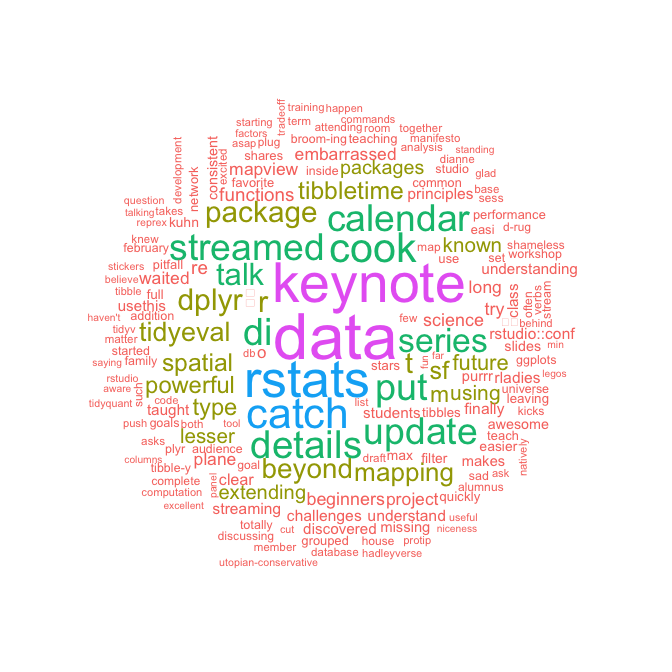 training happen
starting term commands
factors attending room together
asap plug broom-ing teaching manifesto
tradeoff
excited
consistent
network
development
shares embarrassed analysis standing
mapview inside packages dianne
favorite tibbletime studio glad
functions common base
principles sess
question package calendar performance
talking takes easi d-rug
reprex kuhn
knew streamed cook known shameless
february map set workshop
stickers pitfall re talk use understanding
believe waited keynote long class
tibble full dplyr r try often
usethis verbs
stream
haven't addition data few science behind
tidyv tidyeval di series rstudio::conf
matter started db o slides min
saying family spatial rstats stars t sf future ggplots
fun far
rstudio powerful put m using purrr rladies legos
aware such universe
tidyquant code type catch list leaving
taught students tibbles finally kicks
push goals both tool update awesome
asks lesser details teach
plyr audience draft max filter easier
columns tibble-y plane goal beyond mapping makes natively
complete clear panel sad ask
computation extending alumnus
excellent streaming beginners project quickly
challenges understand useful
totally discovered missing niceness
discussing cut
grouped house protip
member database hadleyverse
utopian-conservative